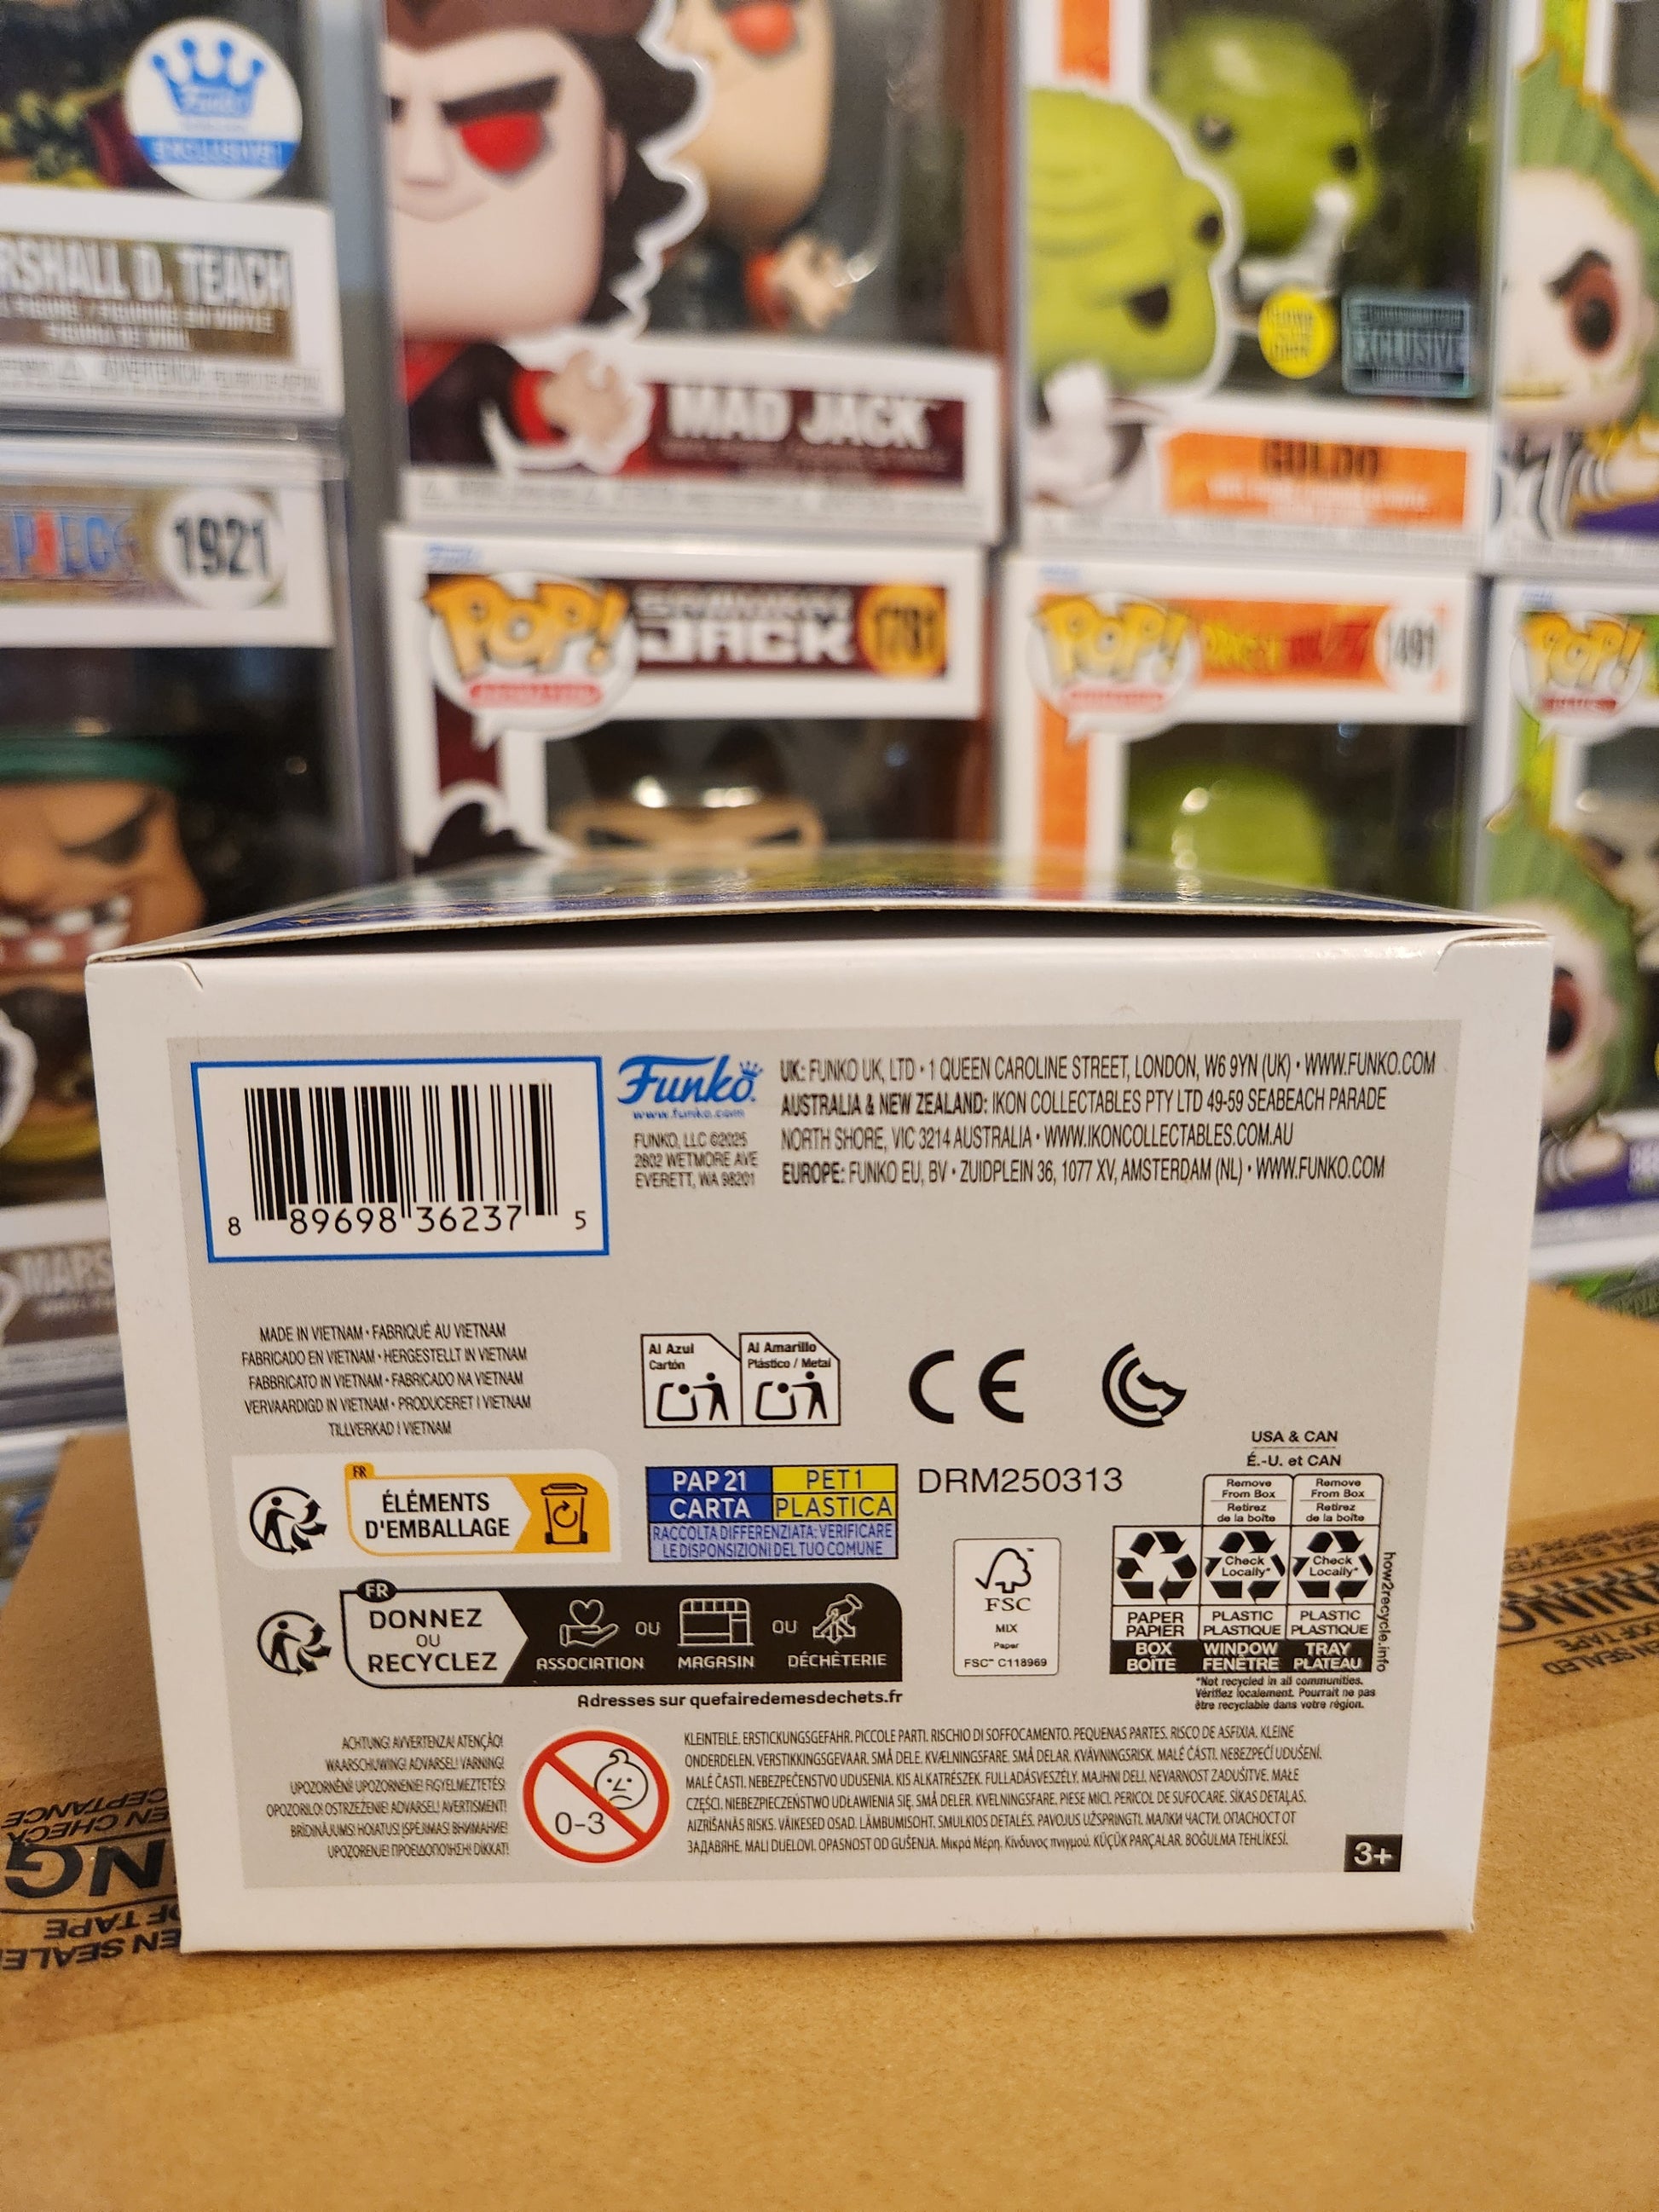 Funko
EXCLUSIVE!
RSHALL D. TEACH
MAD JACK
EXCLUSIVE
1921
POP!
ANIMATION
SAMURAI
JACK
POP!
1491
POP!
MARS
8 89698 36237 5
Funko
www.funko.com
FUNKO, LLC ©2025
2802 WETMORE AVE
EVERETT, WA 98201
UK: FUNKO UK, LTD • 1 QUEEN CAROLINE STREET, LONDON, W6 9YN (UK) • WWW.FUNKO.COM
AUSTRALIA & NEW ZEALAND: IKON COLLECTABLES PTY LTD 49-59 SEABEACH PARADE
NORTH SHORE, VIC 3214 AUSTRALIA • WWW.IKONCOLLECTABLES.COM.AU
EUROPE: FUNKO EU, BV • ZUIDPLEIN 36, 1077 XV, AMSTERDAM (NL) • WWW.FUNKO.COM
MADE IN VIETNAM • FABRIQUÉ AU VIETNAM
FABRICADO EN VIETNAM • HERGESTELLT IN VIETNAM
FABBRICATO IN VIETNAM • FABRICADO NA VIETNAM
VERVAARDIGD IN VIETNAM • PRODUCERET I VIETNAM
TILLVERKAD I VIETNAM
Al Azul
Cartón
Al Amarillo
Plástico / Metal
CE
FR
ÉLÉMENTS
D'EMBALLAGE
PAP 21
CARTA
PET 1
PLASTICA
RACCOLTA DIFFERENZIATA: VERIFICARE
LE DISPONSIZIONI DEL TUO COMUNE
DRM250313
FSC
MIX
Paper
FSC™ C118969
USA & CAN
É.-U. et CAN
Remove
From Box
Retirez
de la boîte
Remove
From Box
Retirez
de la boîte
Check
Locally*
Check
Locally*
PAPER
PAPIER
PLASTIC
PLASTIQUE
PLASTIC
PLASTIQUE
BOX
BOÎTE
WINDOW
FENÊTRE
TRAY
PLATEAU
how2recycle.info
*Not recycled in all communities.
Vérifiez localement. Pourrait ne pas
être recyclable dans votre région.
FR
DONNEZ
OU
RECYCLEZ
ASSOCIATION
OU
MAGASIN
OU
DÉCHÈTERIE
Adresses sur quefairedemesdechets.fr
ACHTUNG! AVVERTENZA! ATENÇÃO!
WAARSCHUWING! ADVARSEL! VARNING!
UPOZORNĚNÍ! UPOZORNENIE! FIGYELMEZTETÉS!
OPOZORILO! OSTRZEŻENIE! ADVARSEL! AVERTISMENT!
BRĪDINĀJUMS! HOIATUS! ĮSPĖJIMAS! ВНИМАНИЕ!
UPOZORENJE! ΠΡΟΕΙΔΟΠΟΙΗΣΗ! DIKKAT!
0-3
KLEINTEILE. ERSTICKUNGSGEFAHR. PICCOLE PARTI. RISCHIO DI SOFFOCAMENTO. PEQUENAS PARTES. RISCO DE ASFIXIA. KLEINE
ONDERDELEN. VERSTIKKINGSGEVAAR. SMÅ DELE. KVÆLNINGSFARE. SMÅ DELAR. KVÄVNINGSRISK. MALÉ ČÁSTI. NEBEZPEČÍ UDUŠENÍ.
MALÉ ČASTI. NEBEZPEČENSTVO UDUSENIA. KIS ALKATRÉSZEK. FULLADÁSVESZÉLY. MAJHNI DELI. NEVARNOST ZADUŠITVE. MAŁE
CZĘŚCI. NIEBEZPIECZEŃSTWO UDŁAWIENIA SIĘ. SMÅ DELER. KVELNINGSFARE. PIESE MICI. PERICOL DE SUFOCARE. SĪKAS DETAĻAS.
AIZRĪŠANĀS RISKS. VÄIKESED OSAD. LÄMBUMISOHT. SMULKIOS DETALĖS. PAVOJUS UŽSPRINGTI. МАЛКИ ЧАСТИ. ОПАСНОСТ ОТ
ЗАДАВЯНЕ. MALI DIJELOVI. OPASNOST OD GUŠENJA. Μικρά Μέρη. Κίνδυνος πνιγμού. KÜÇÜK PARÇALAR. BOĞULMA TEHLİKESİ.
3+